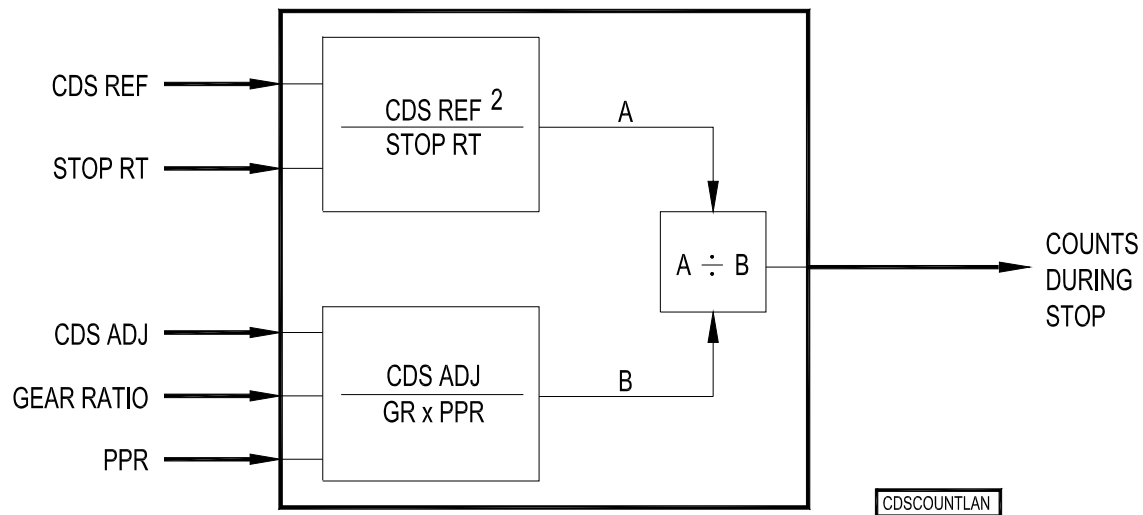 CDS REF
STOP RT
CDS REF 2
STOP RT
A
A ÷ B
COUNTS
DURING
STOP
CDS ADJ
GEAR RATIO
PPR
CDS ADJ
GR x PPR
B
CDSCOUNTLAN